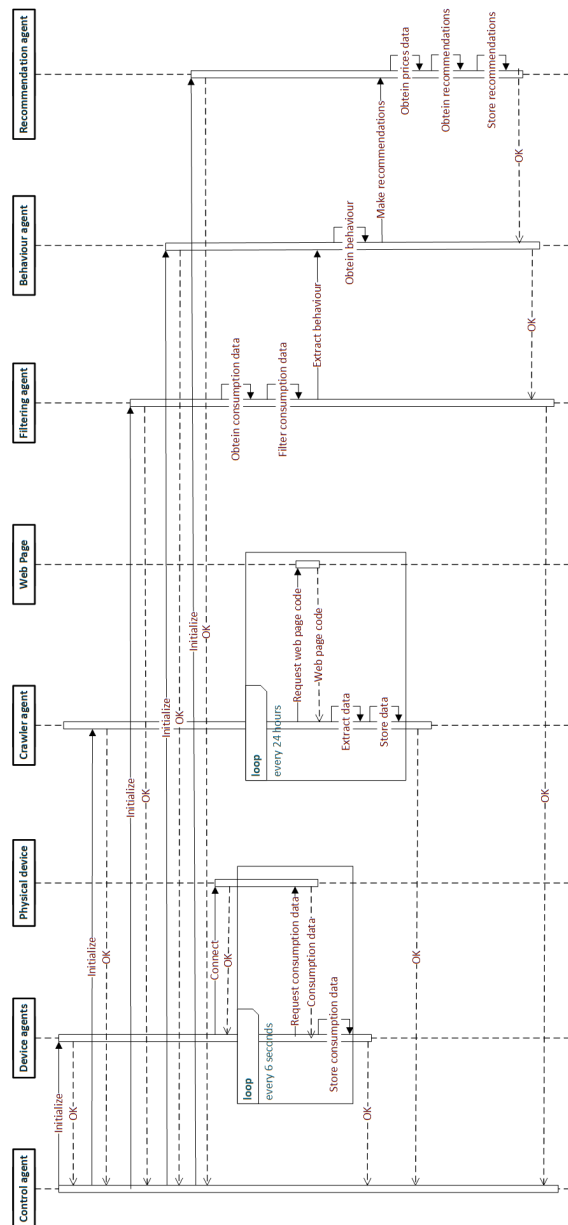 Control agent
Device agents
Physical device
Crawler agent
Web Page
Filtering agent
Behaviour agent
Recommendation agent
Initialize
OK
Initialize
OK
Initialize
OK
Initialize
OK
Initialize
OK
Connect
OK
loop
every 6 seconds
Request consumption data
Consumption data
Store consumption data
OK
loop
every 24 hours
Request web page code
Web page code
Extract data
Store data
OK
Obtein consumption data
Filter consumption data
Extract behaviour
Obtein behaviour
Make recommendations
Obtein prices data
Obtein recommendations
Store recommendations
OK
OK
OK